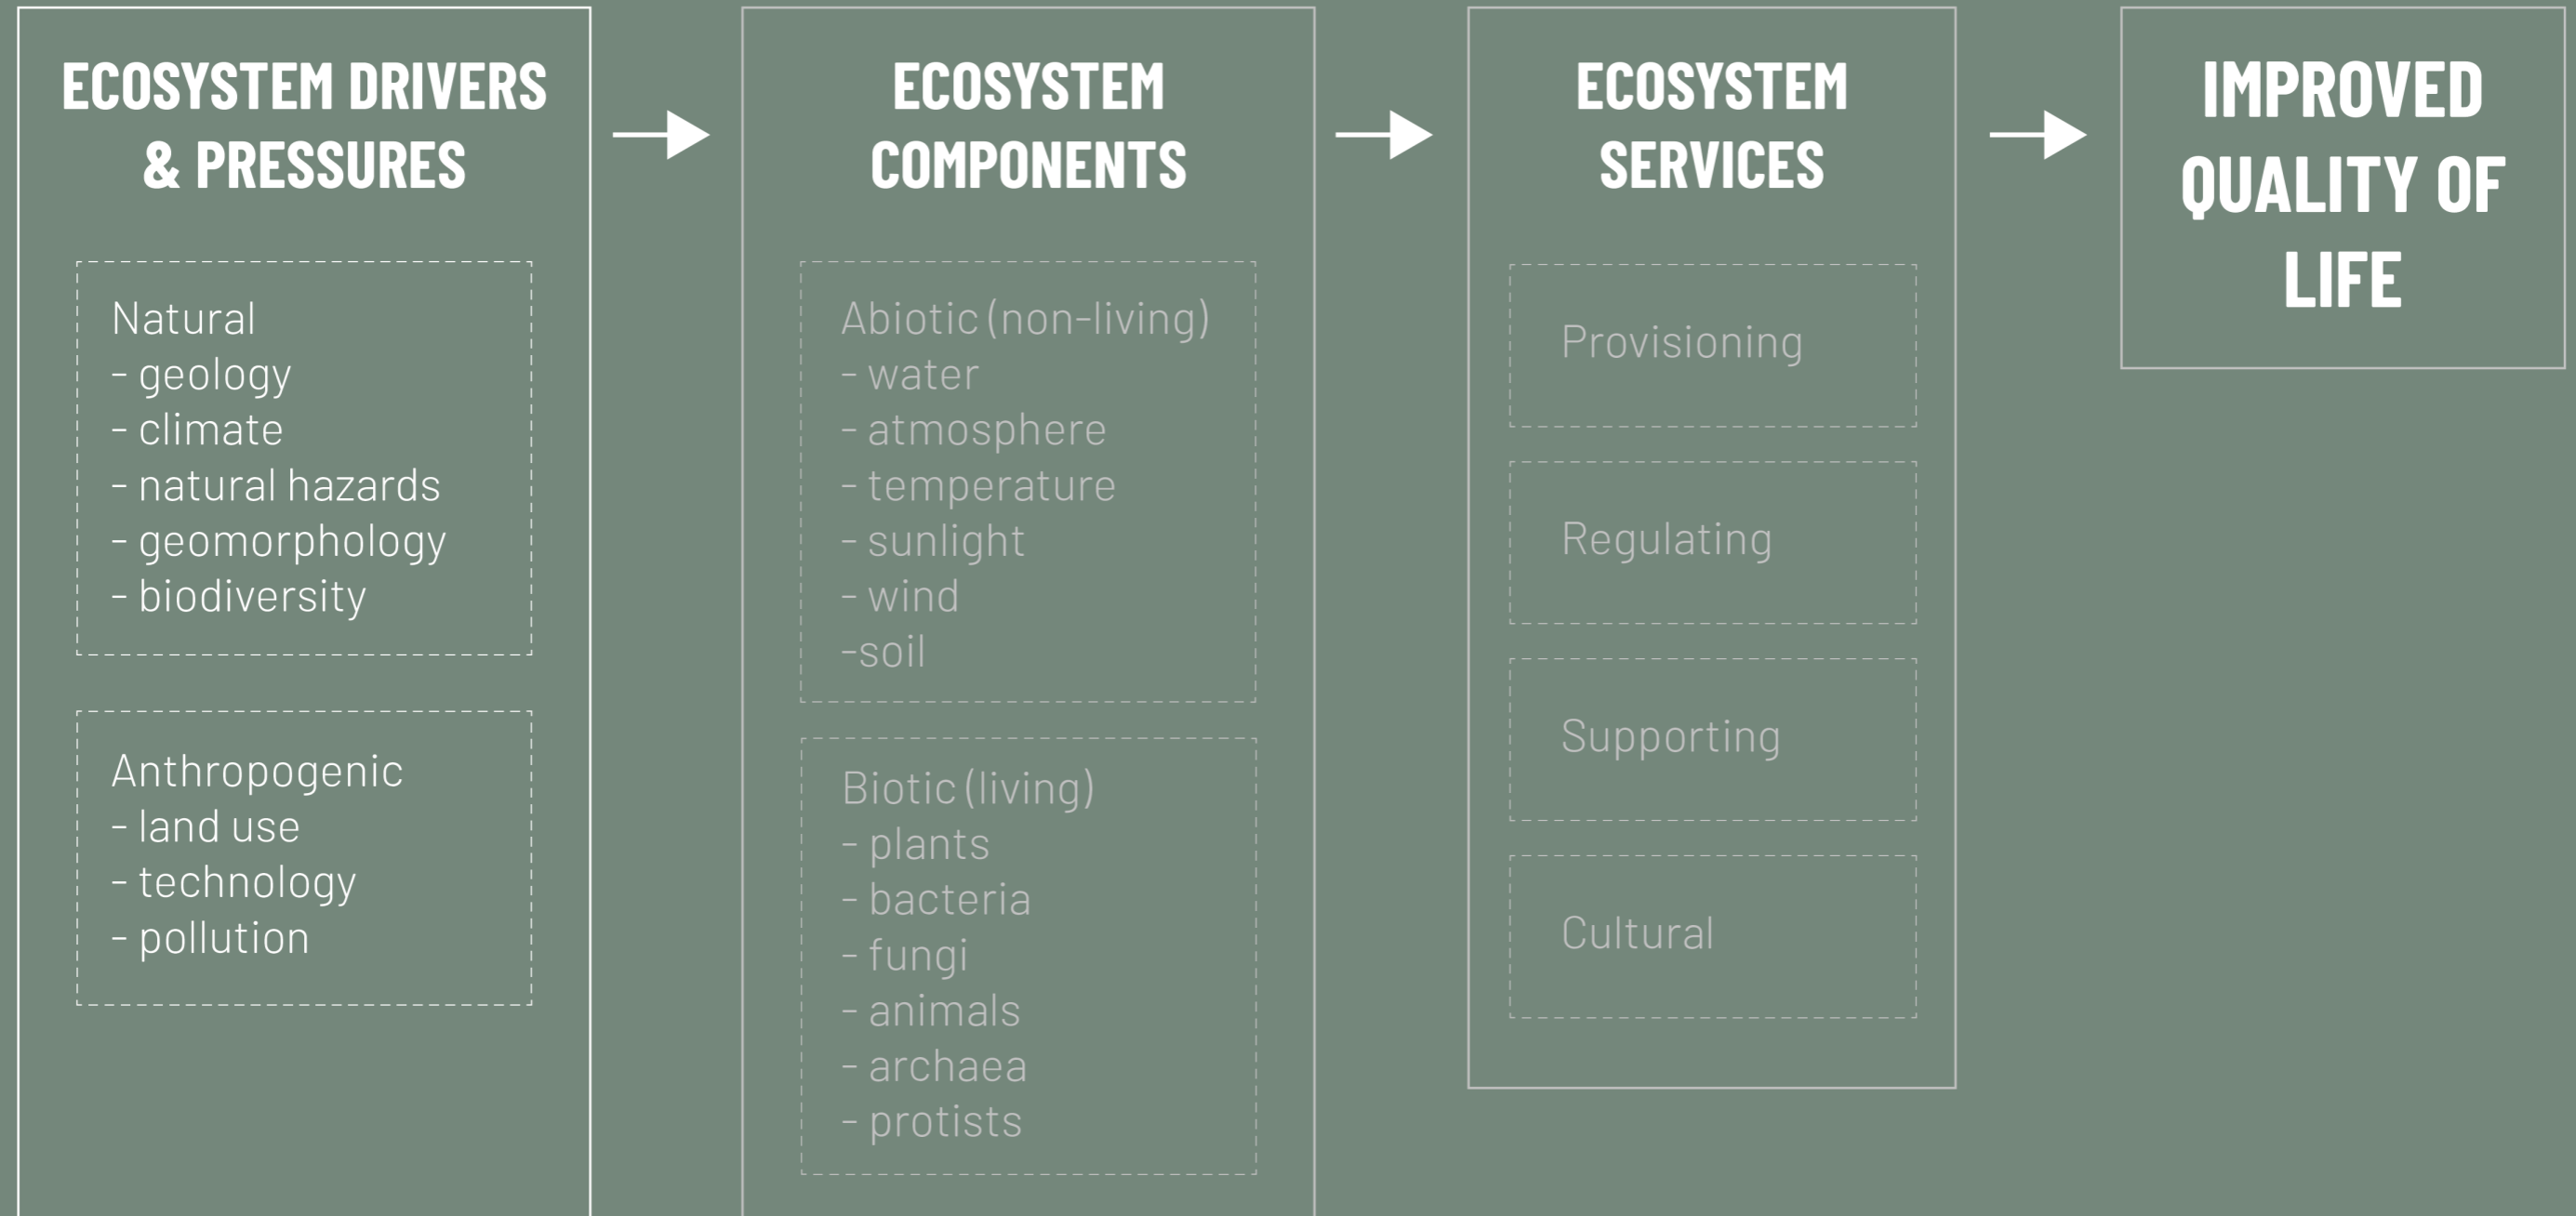 ECOSYSTEM DRIVERS
& PRESSURES
Natural
- geology
- climate
- natural hazards
- geomorphology
- biodiversity
Anthropogenic
- land use
- technology
- pollution
ECOSYSTEM
COMPONENTS
Abiotic (non-living)
- water
- atmosphere
- temperature
- sunlight
- wind
-soil
Biotic (living)
- plants
- bacteria
- fungi
- animals
- archaea
- protists
ECOSYSTEM
SERVICES
Provisioning
Regulating
Supporting
Cultural
IMPROVED
QUALITY OF
LIFE